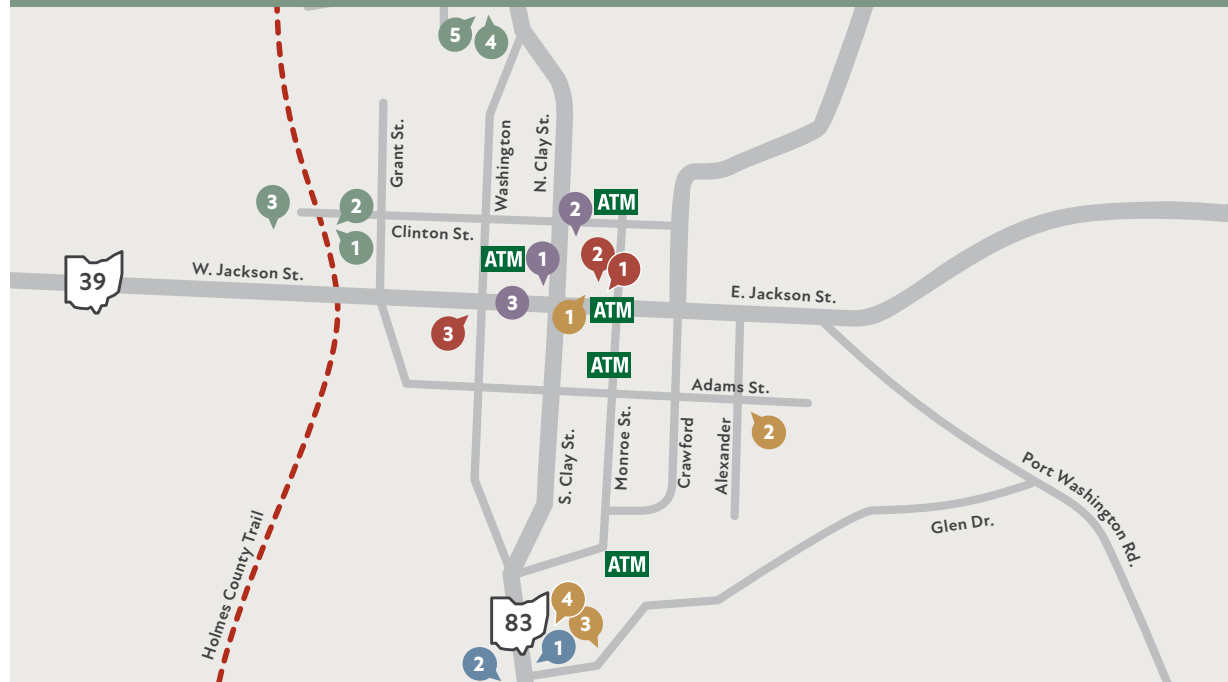 5
4
Grant St.
Washington
N. Clay St.
3
2
2
ATM
1
Clinton St.
ATM
1
2
1
39
W. Jackson St.
3
1
ATM
E. Jackson St.
3
ATM
Adams St.
2
S. Clay St.
Monroe St.
Crawford
Alexander
Port Washington Rd.
Glen Dr.
Holmes County Trail
ATM
83
4
3
1
2